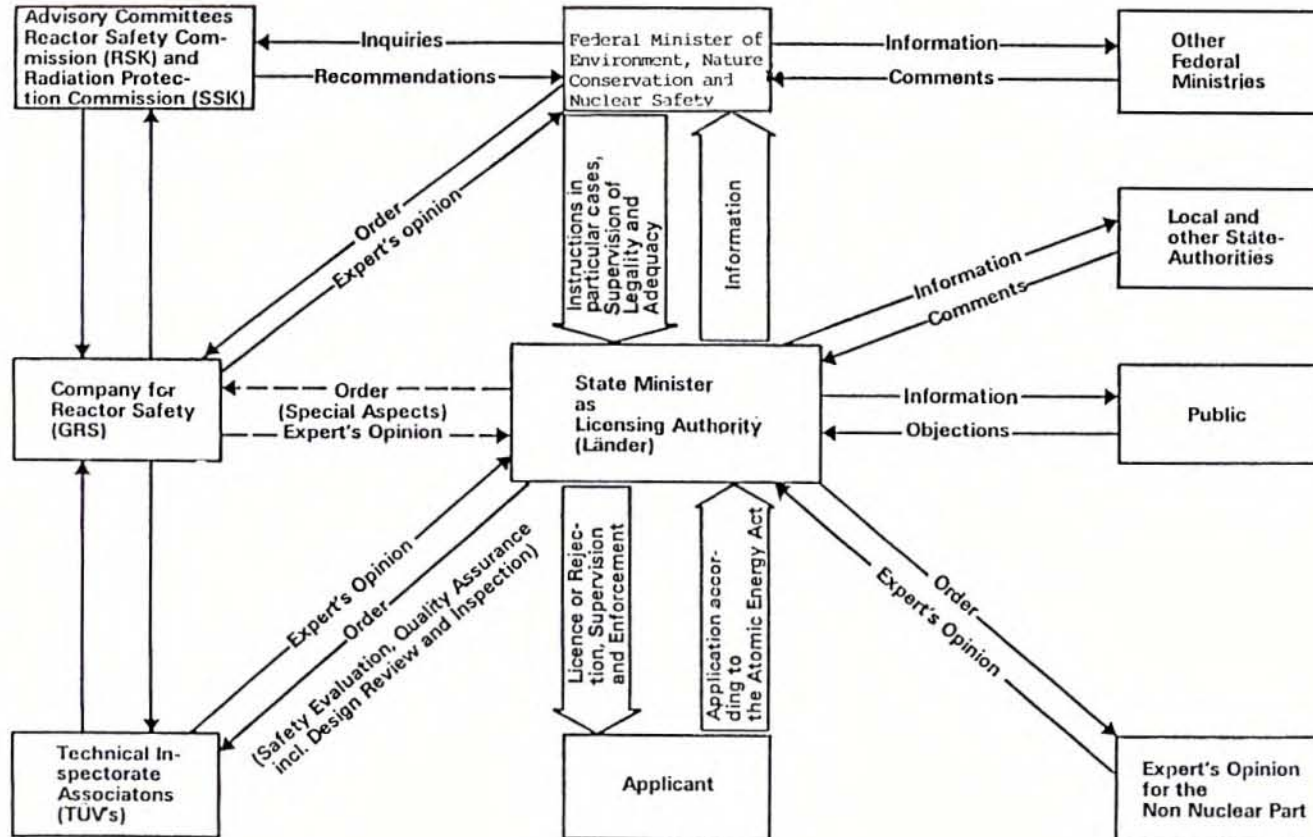 Advisory Committees
Reactor Safety Com-
mission (RSK) and
Radiation Protec-
tion Commission (SSK)
Inquiries
Recommendations
Federal Minister of
Environment, Nature
Conservation and
Nuclear Safety
Information
Comments
Other
Federal
Ministries
Order
Expert's opinion
Instructions in
particular cases,
Supervision of
Legality and
Adequacy
Information
Information
Comments
Local and
other State-
Authorities
Company for
Reactor Safety
(GRS)
Order
(Special Aspects)
Expert's Opinion
State Minister
as
Licensing Authority
(Länder)
Information
Objections
Public
Expert's Opinion
Order
(Safety Evaluation, Quality Assurance
incl. Design Review and Inspection)
Licence or Rejec-
tion, Supervision
and Enforcement
Application accor-
ding to
the Atomic Energy Act
Order
Expert's Opinion
Technical In-
spectorate
Associatons
(TÜV's)
Applicant
Expert's Opinion
for the
Non Nuclear Part